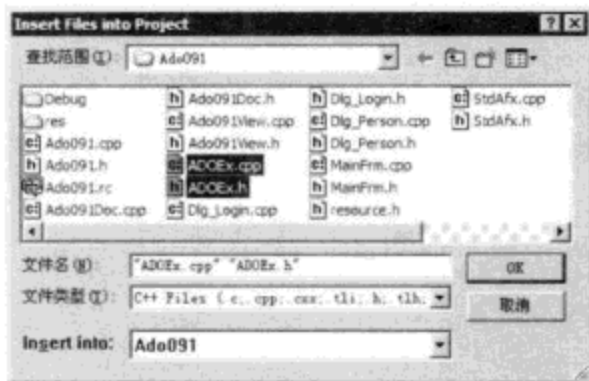 Insert Files into Project
查找范围(I): Ado091
Debug
res
Ado091.cpp
Ado091.h
Ado091.rc
Ado091Doc.cpp
Ado091Doc.h
Ado091View.cpp
Ado091View.h
ADOEx.cpp
ADOEx.h
Dlg_Login.cpp
Dlg_Login.h
Dlg_Person.cpp
Dlg_Person.h
MainFrm.cpp
MainFrm.h
resource.h
StdAfx.cpp
StdAfx.h
文件名(N): "ADOEx.cpp" "ADOEx.h"
OK
文件类型(T): C++ Files (.c;.cpp;.cxx;.tli;.h;.tlh;
取消
Insert into: Ado091